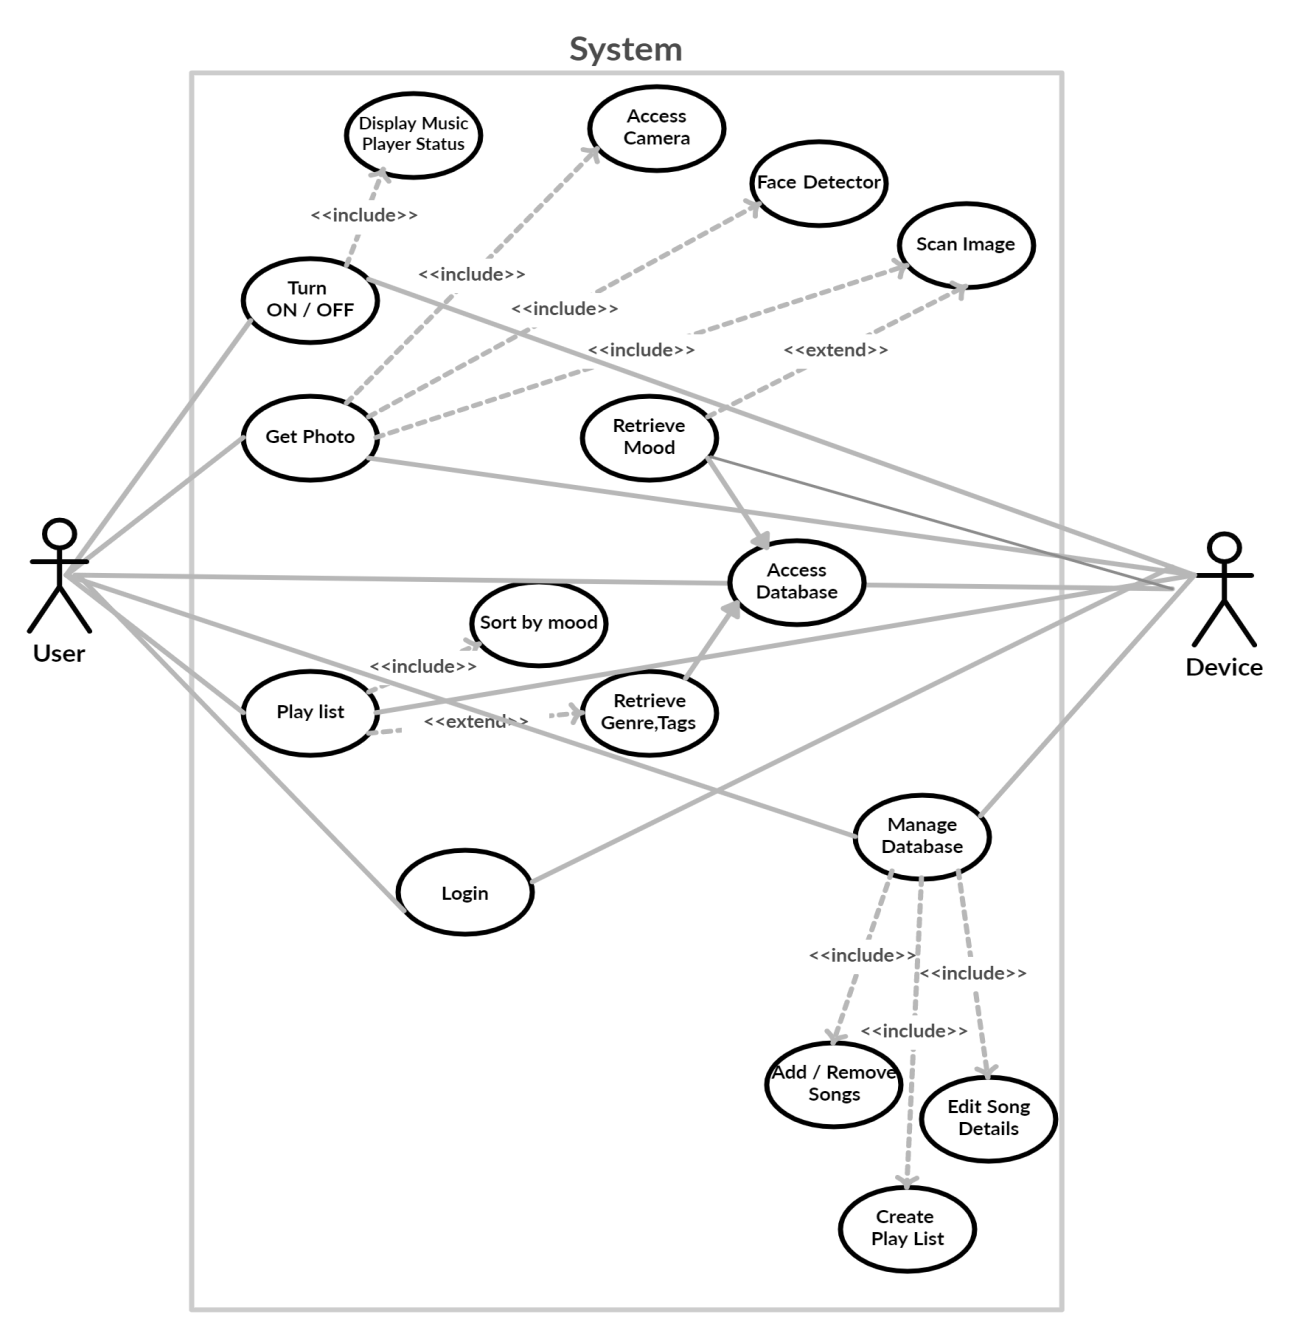 System
Display Music
Player Status
Access
Camera
Face Detector
<<include>>
Scan Image
<<include>>
Turn
ON / OFF
<<include>>
<<include>>
<<extend>>
Get Photo
Retrieve
Mood
Access
Database
Sort by mood
User
<<include>>
Device
Play list
Retrieve
Genre,Tags
<<extend>>
Manage
Database
Login
<<include>>
<<include>>
<<include>>
Add / Remove
Songs
Edit Song
Details
Create
Play List